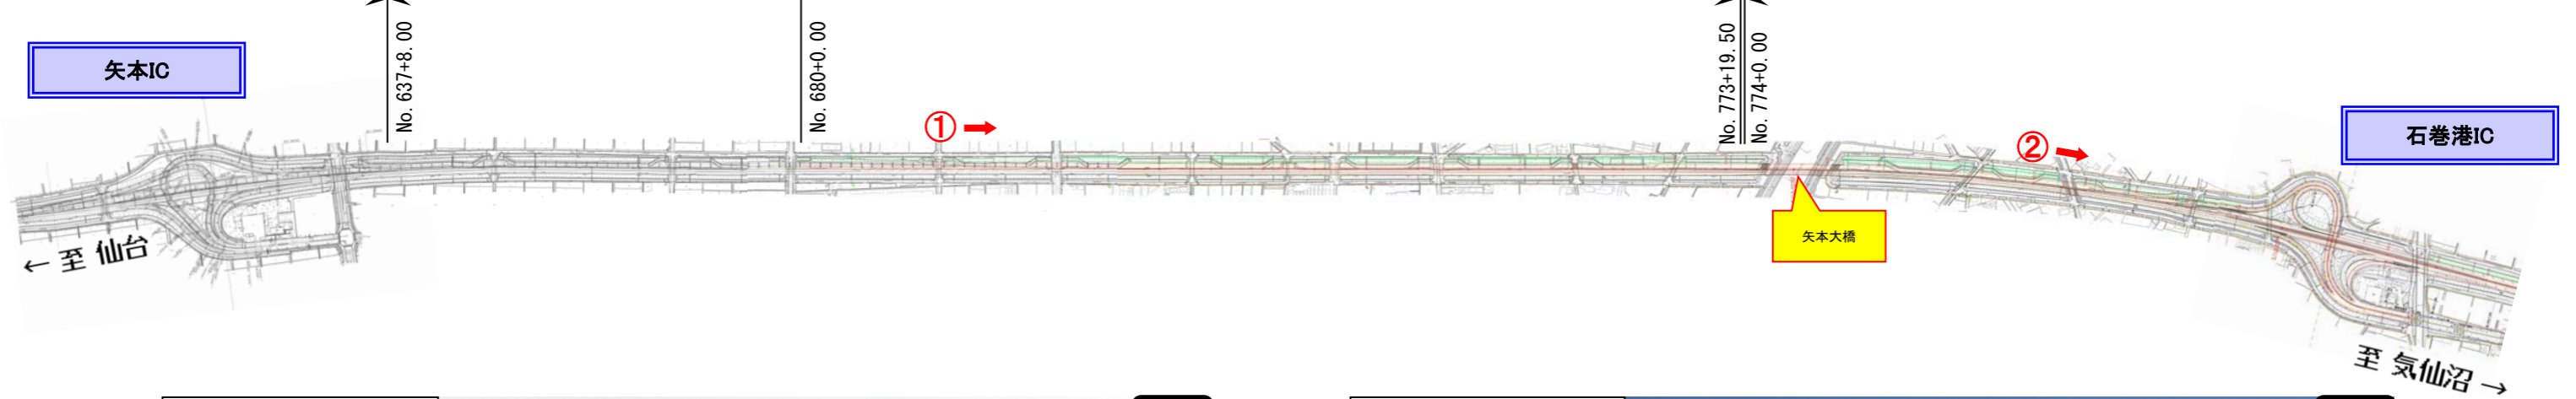 矢本IC
No. 637+8. 00
No. 680+0. 00
No. 773+19. 50
No. 774+0. 00
石巻港IC
①→
②→
矢本大橋
← 至 仙台
至 気仙沼 →